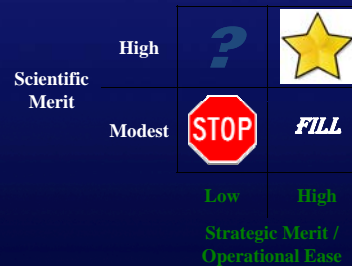 High
?
Scientific
Merit
Modest
STOP
FILL
Low
High
Strategic Merit /
Operational Ease